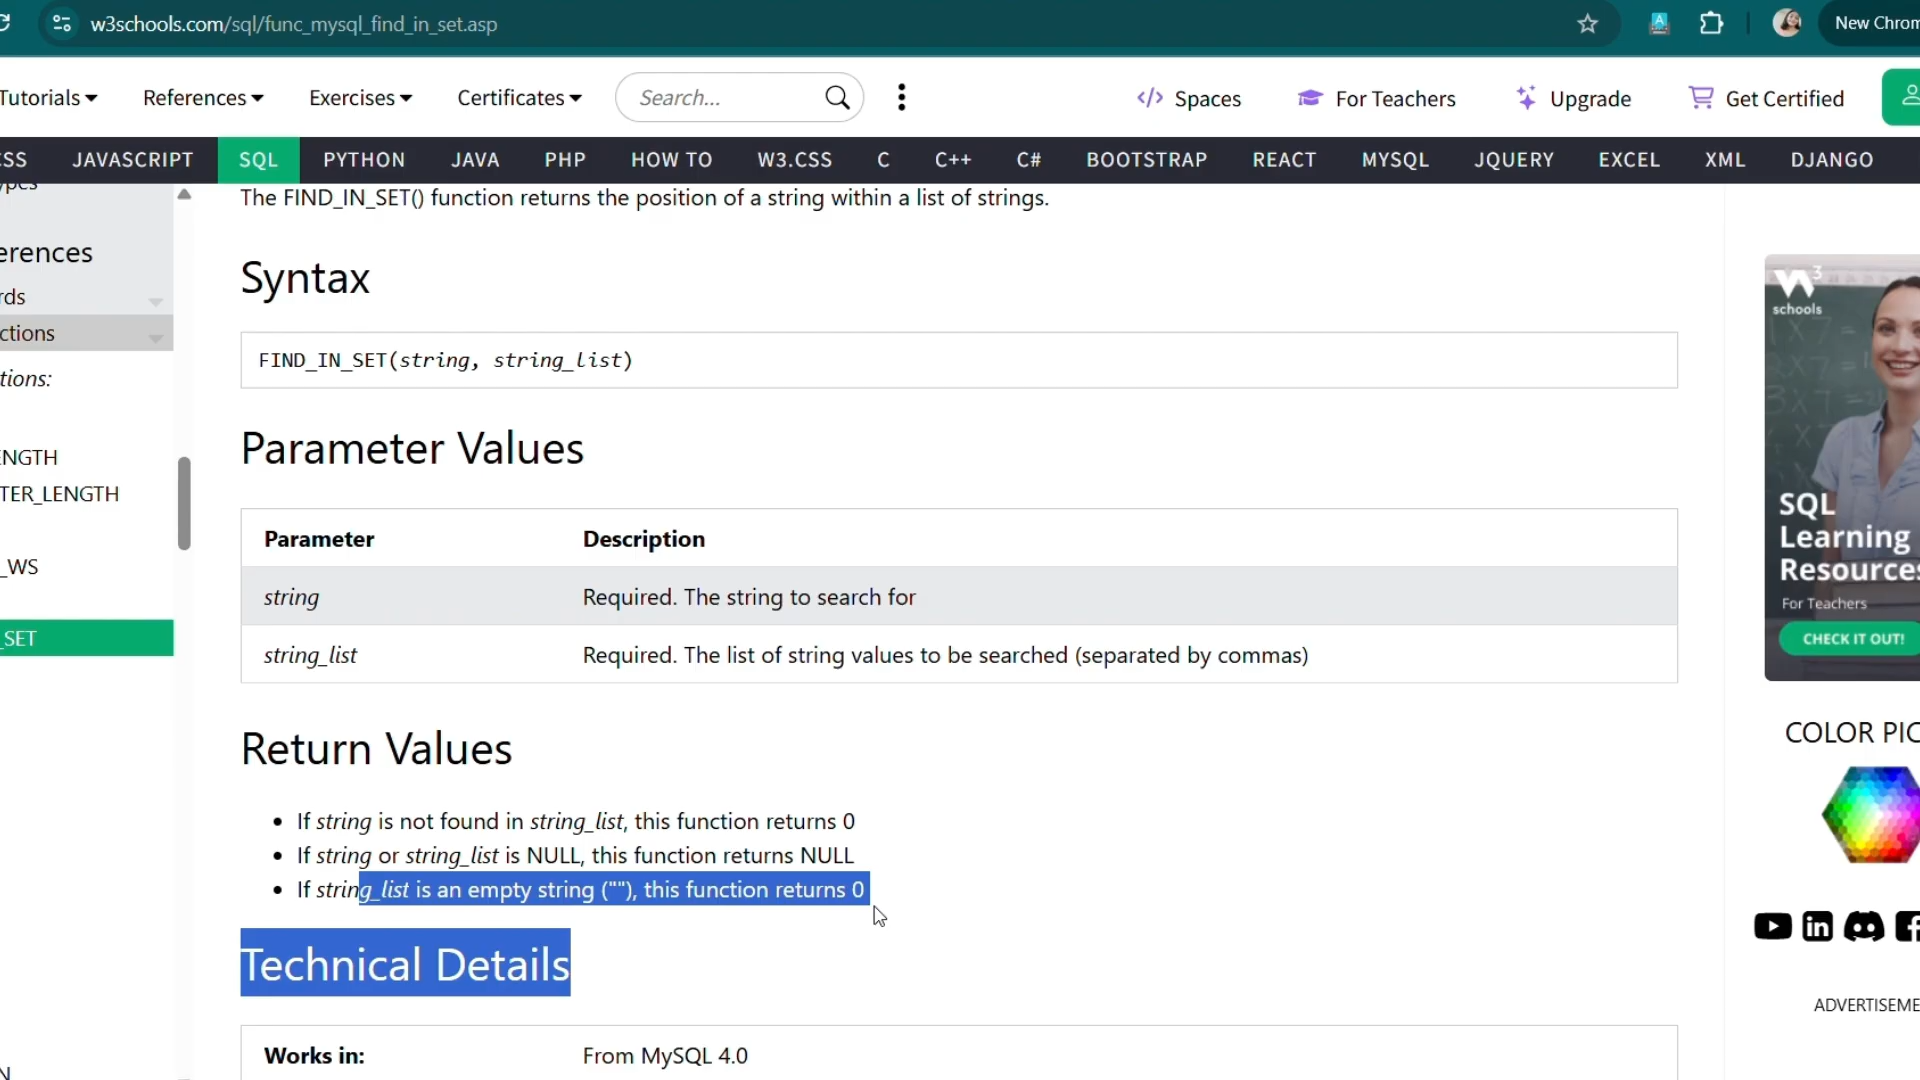 w3schools.com/sql/func_mysql_find_in_set.asp
New Chrom
Tutorials
References
Exercises
Certificates
Search...
Spaces
For Teachers
Upgrade
Get Certified
SS
JAVASCRIPT
SQL
PYTHON
JAVA
PHP
HOW TO
W3.CSS
C
C++
C#
BOOTSTRAP
REACT
MYSQL
JQUERY
EXCEL
XML
DJANGO
ypes
erences
rds
ctions
tions:
ENGTH
TER_LENGTH
_WS
_SET
N
The FIND_IN_SET() function returns the position of a string within a list of strings.
Syntax
FIND_IN_SET(string, string_list)
Parameter Values
Parameter Description
string Required. The string to search for
string_list Required. The list of string values to be searched (separated by commas)
Return Values
If string is not found in string_list, this function returns 0
If string or string_list is NULL, this function returns NULL
If string_list is an empty string (""), this function returns 0
Technical Details
Works in: From MySQL 4.0
W3
schools
SQL
Learning
Resources
For Teachers
CHECK IT OUT!
COLOR PIC
ADVERTISEME